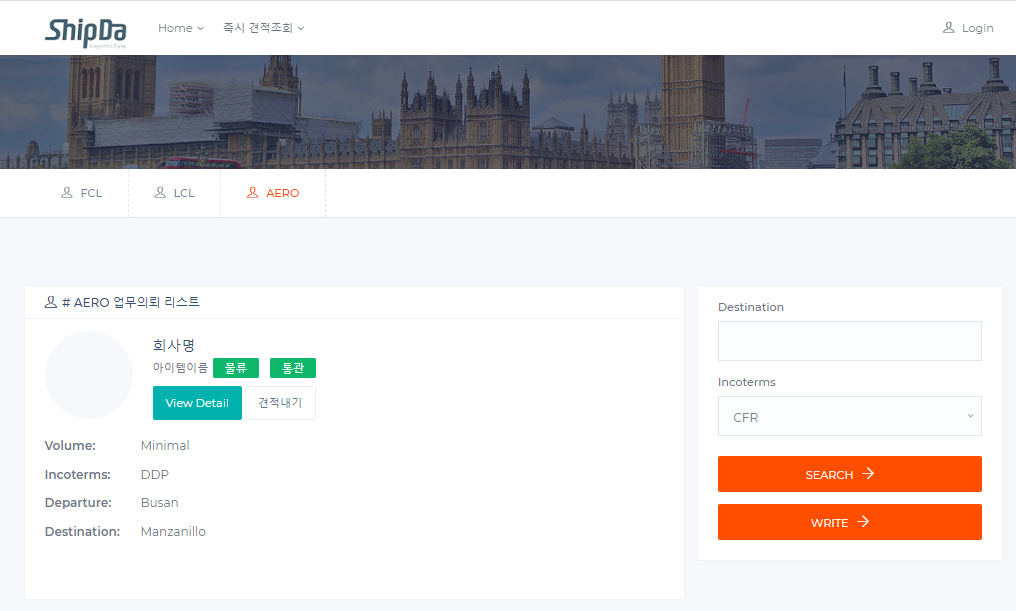 ShipDa
Logistics Easy
Home
즉시 견적조회
Login
FCL
LCL
AERO
# AERO 업무의뢰 리스트
회사명
아이템이름 물류 통관
View Detail 견적내기
Volume: Minimal
Incoterms: DDP
Departure: Busan
Destination: Manzanillo
Destination
Incoterms
CFR
SEARCH
WRITE